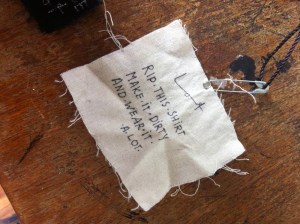 RIP·THIS·SHIRT
MAKE·IT·DIRTY
AND·WEAR·IT·
A LOT·